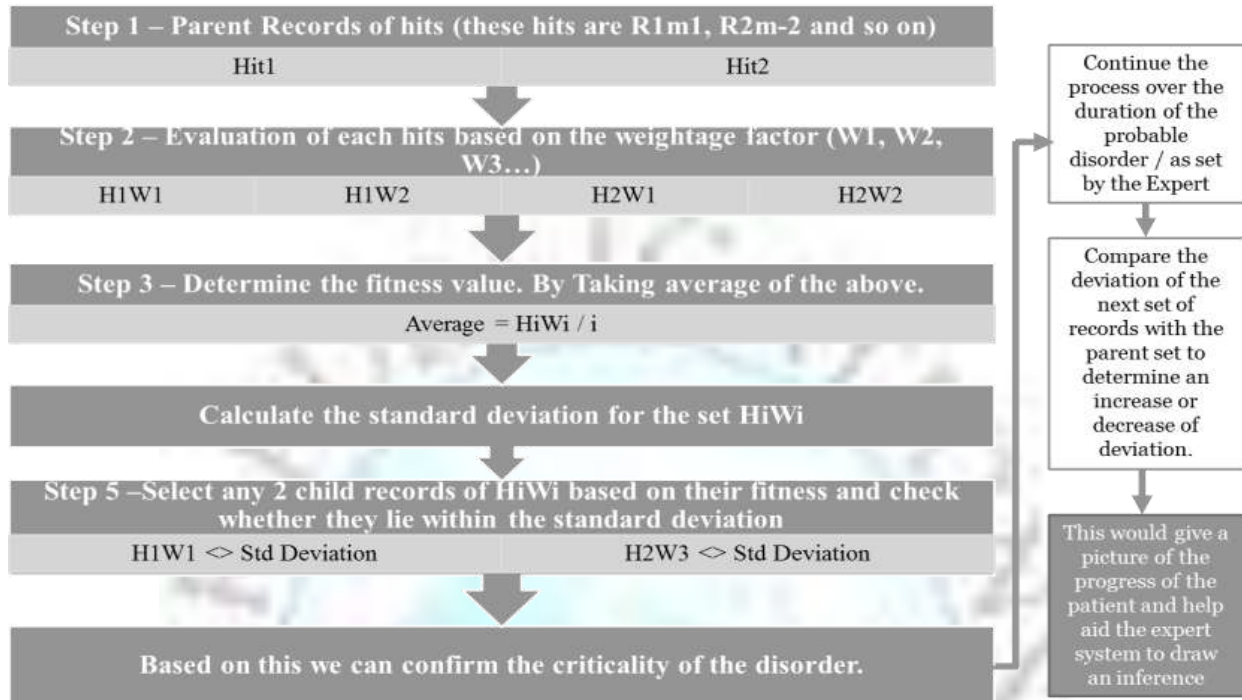 Step 1 – Parent Records of hits (these hits are R1m1, R2m-2 and so on)
Hit1
Hit2
Step 2 – Evaluation of each hits based on the weightage factor (W1, W2,
W3...)
H1W1
H1W2
H2W1
H2W2
Step 3 – Determine the fitness value. By Taking average of the above.
Average = HiWi / i
Calculate the standard deviation for the set HiWi
Step 5 –Select any 2 child records of HiWi based on their fitness and check
whether they lie within the standard deviation
H1W1 <> Std Deviation
H2W3 <> Std Deviation
Based on this we can confirm the criticality of the disorder.
Continue the
process over the
duration of the
probable
disorder / as set
by the Expert
Compare the
deviation of the
next set of
records with the
parent set to
determine an
increase or
decrease of
deviation.
This would give a
picture of the
progress of the
patient and help
aid the expert
system to draw
an inference